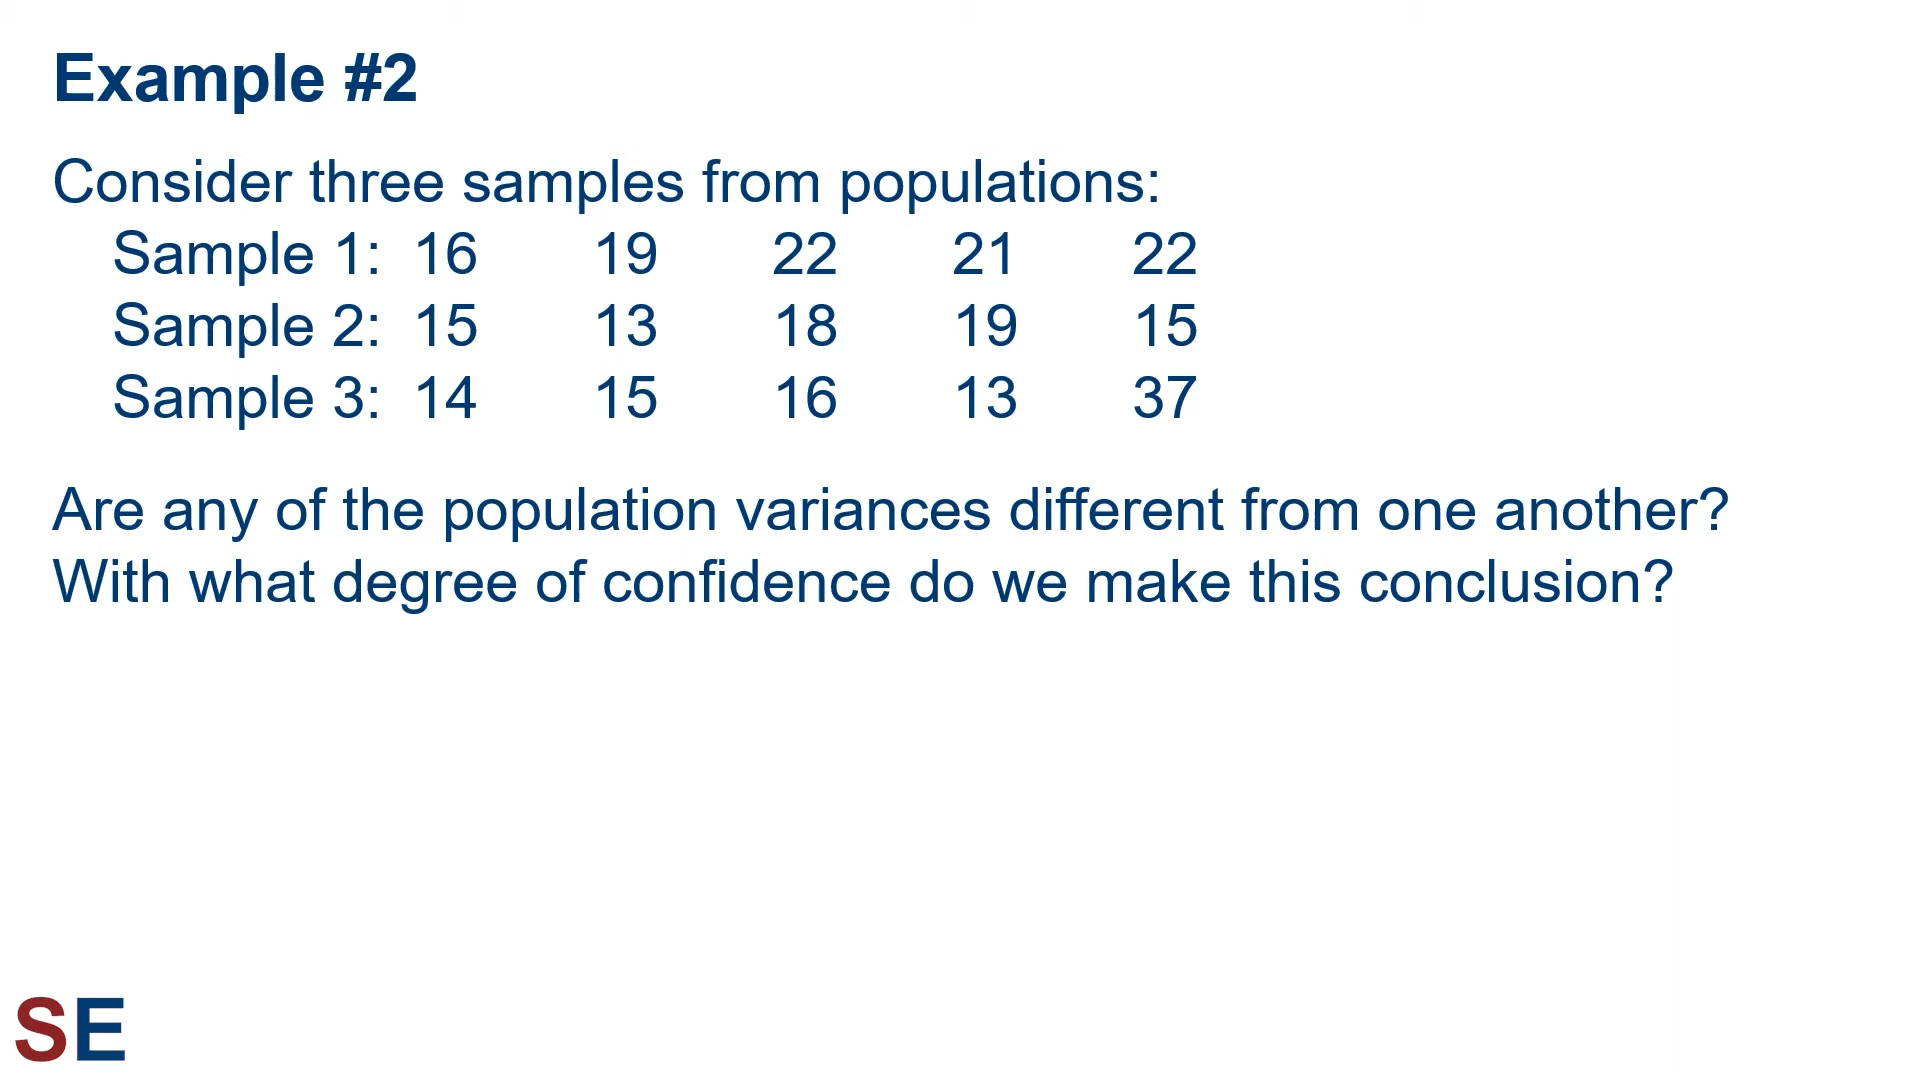 Example #2
Consider three samples from populations:
Sample 1: 16 19 22 21 22
Sample 2: 15 13 18 19 15
Sample 3: 14 15 16 13 37
Are any of the population variances different from one another?
With what degree of confidence do we make this conclusion?
SE